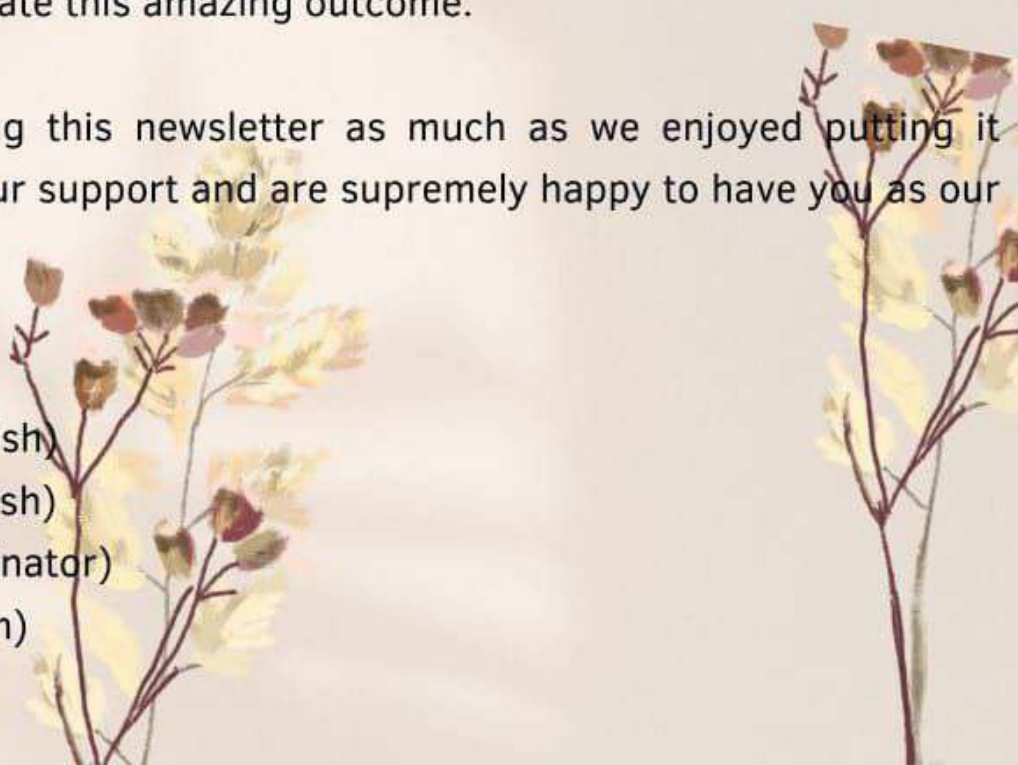 ate this amazing outcome.
g this newsletter as much as we enjoyed putting it
ur support and are supremely happy to have you as our
sh)
sh)
nator)
)